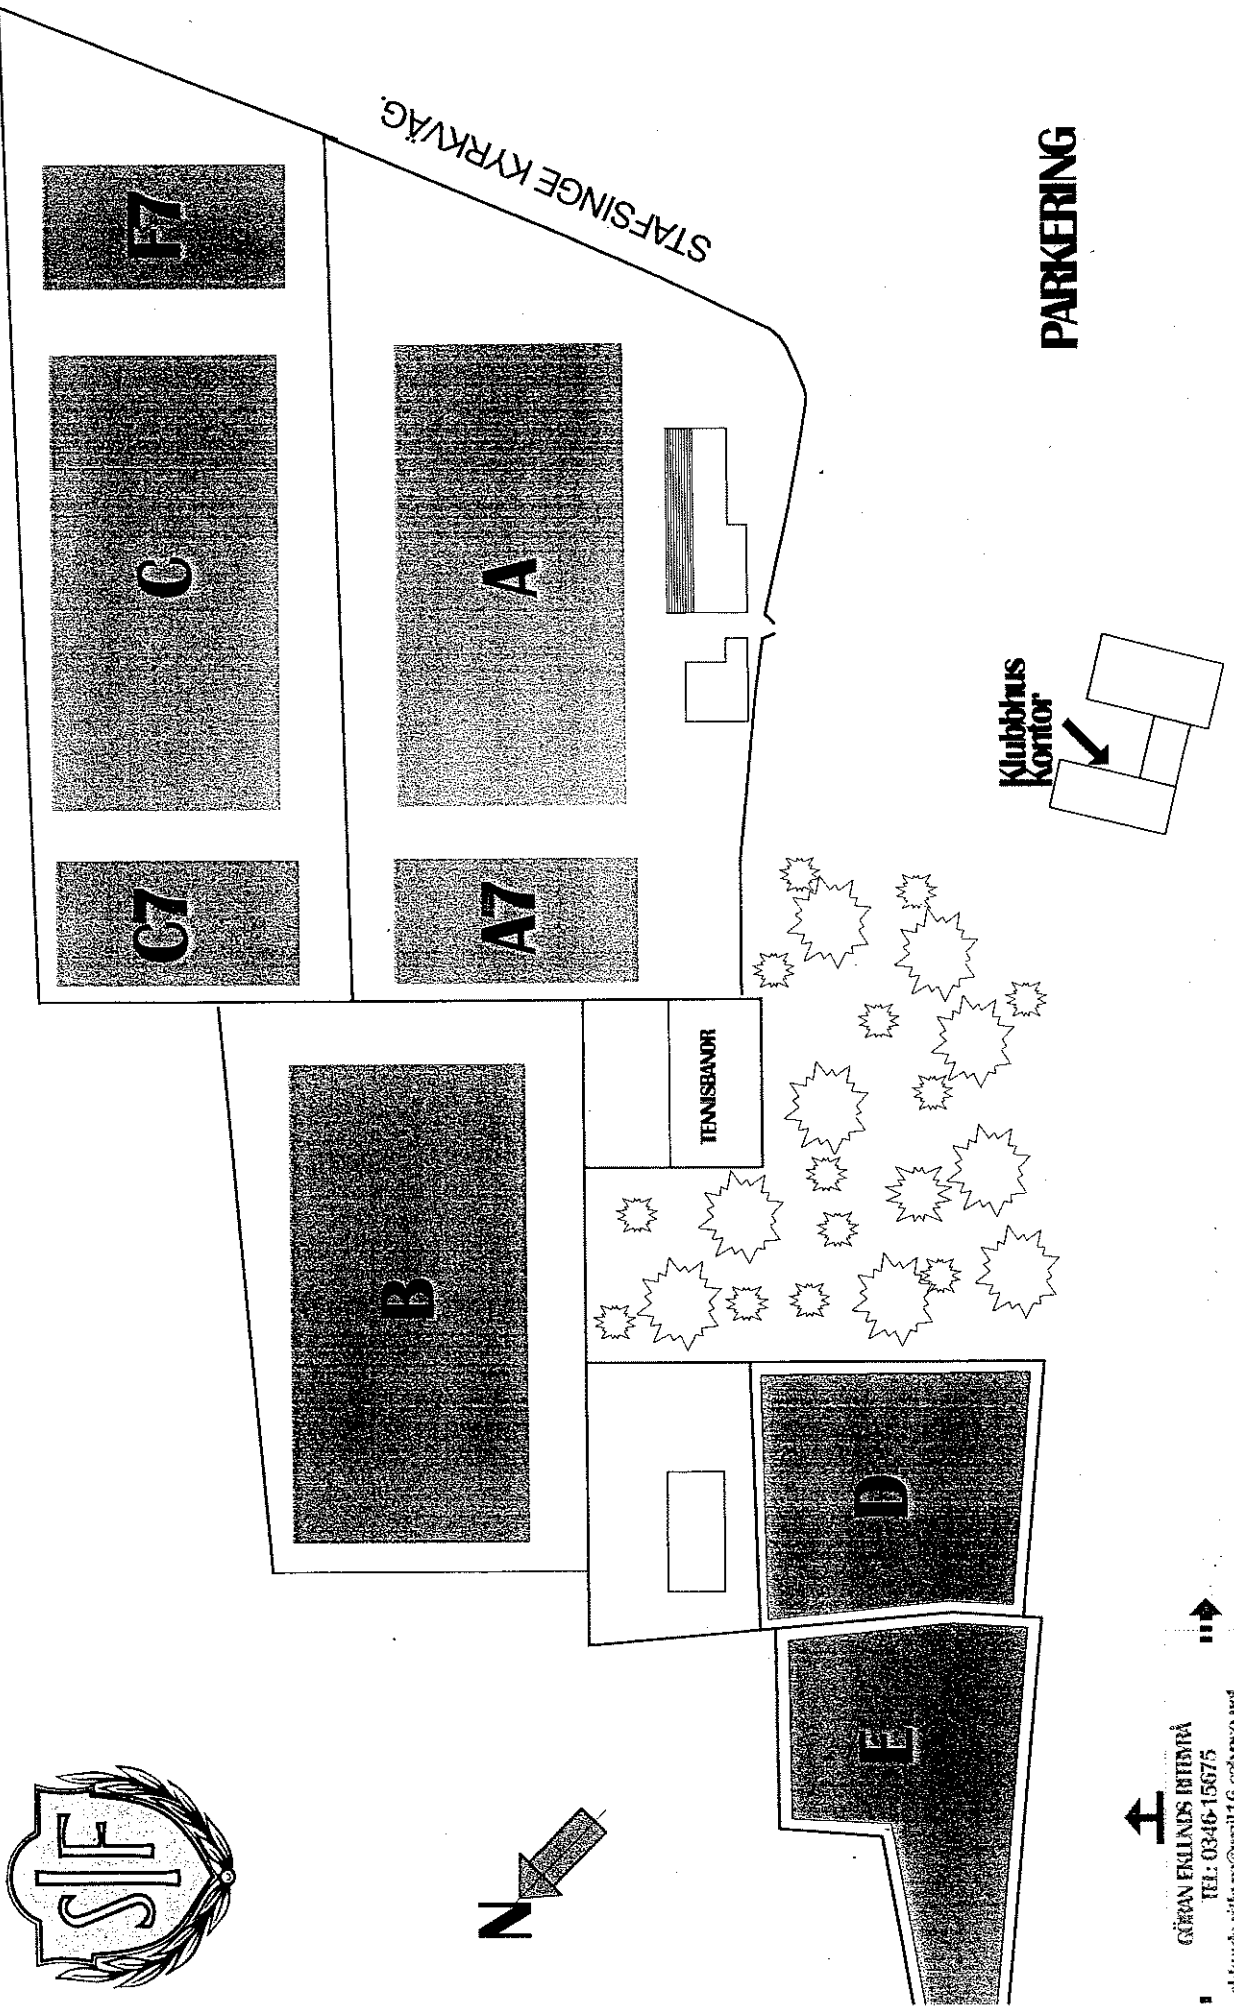 SIF
N
C7
C
F7
A7
A
B
STAFSINGE KYRKVÄG.
TENNISBANOR
D
E
Klubbhus
Kontor
PARKERING
GÖRAN EKLUNDS RITBYRÅ
TEL: 0346-15675